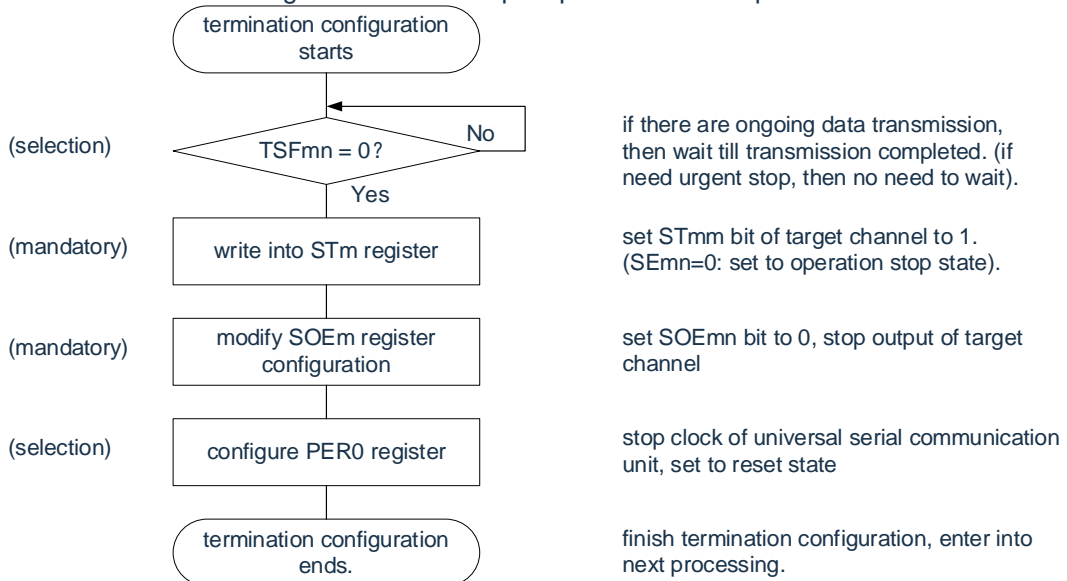 termination configuration
starts
(selection)
TSFmn = 0?
No
Yes
if there are ongoing data transmission,
then wait till transmission completed. (if
need urgent stop, then no need to wait).
(mandatory)
write into STm register
set STmm bit of target channel to 1.
(SEmn=0: set to operation stop state).
(mandatory)
modify SOEm register
configuration
set SOEmn bit to 0, stop output of target
channel
(selection)
configure PER0 register
stop clock of universal serial communication
unit, set to reset state
termination configuration
ends.
finish termination configuration, enter into
next processing.